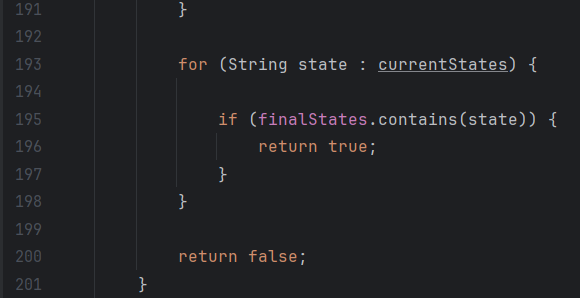 191 }
192
193 for (String state : currentStates) {
194
195 if (finalStates.contains(state)) {
196 return true;
197 }
198 }
199
200 return false;
201 }